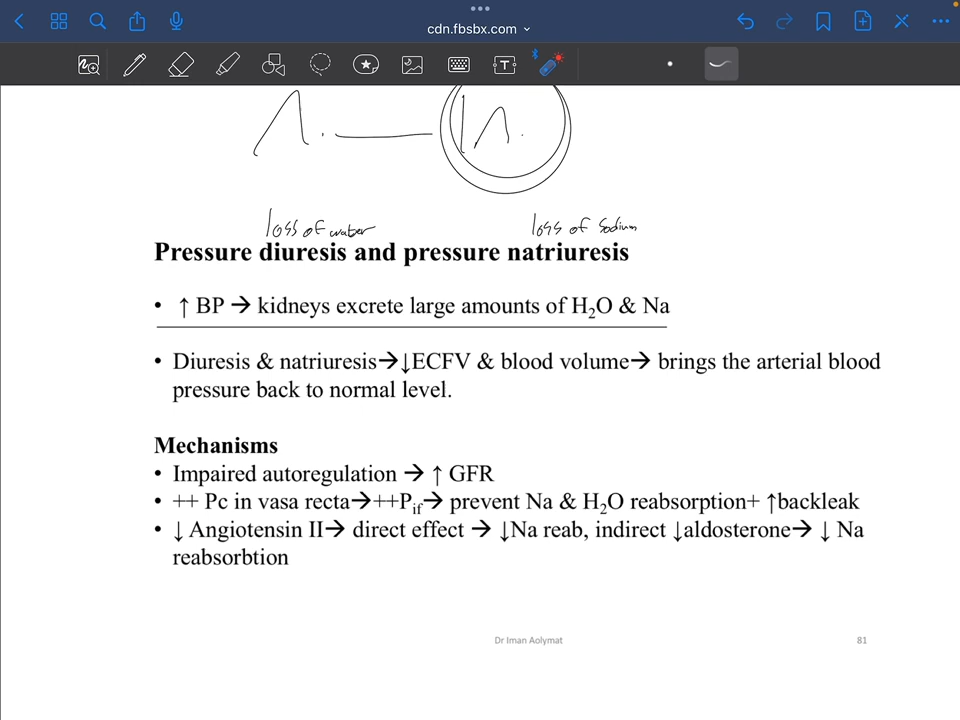 cdn.fbsbx.com
T
loss of water
loss of Sodium
Pressure diuresis and pressure natriuresis
• ↑ BP → kidneys excrete large amounts of H₂O & Na
• Diuresis & natriuresis→↓ECFV & blood volume→ brings the arterial blood
pressure back to normal level.
Mechanisms
• Impaired autoregulation → ↑ GFR
• ++ Pc in vasa recta→++Pif→ prevent Na & H₂O reabsorption+ ↑backleak
• ↓ Angiotensin II→ direct effect → ↓Na reab, indirect ↓aldosterone→ ↓ Na
reabsorbtion
Dr Iman Aolymat
81